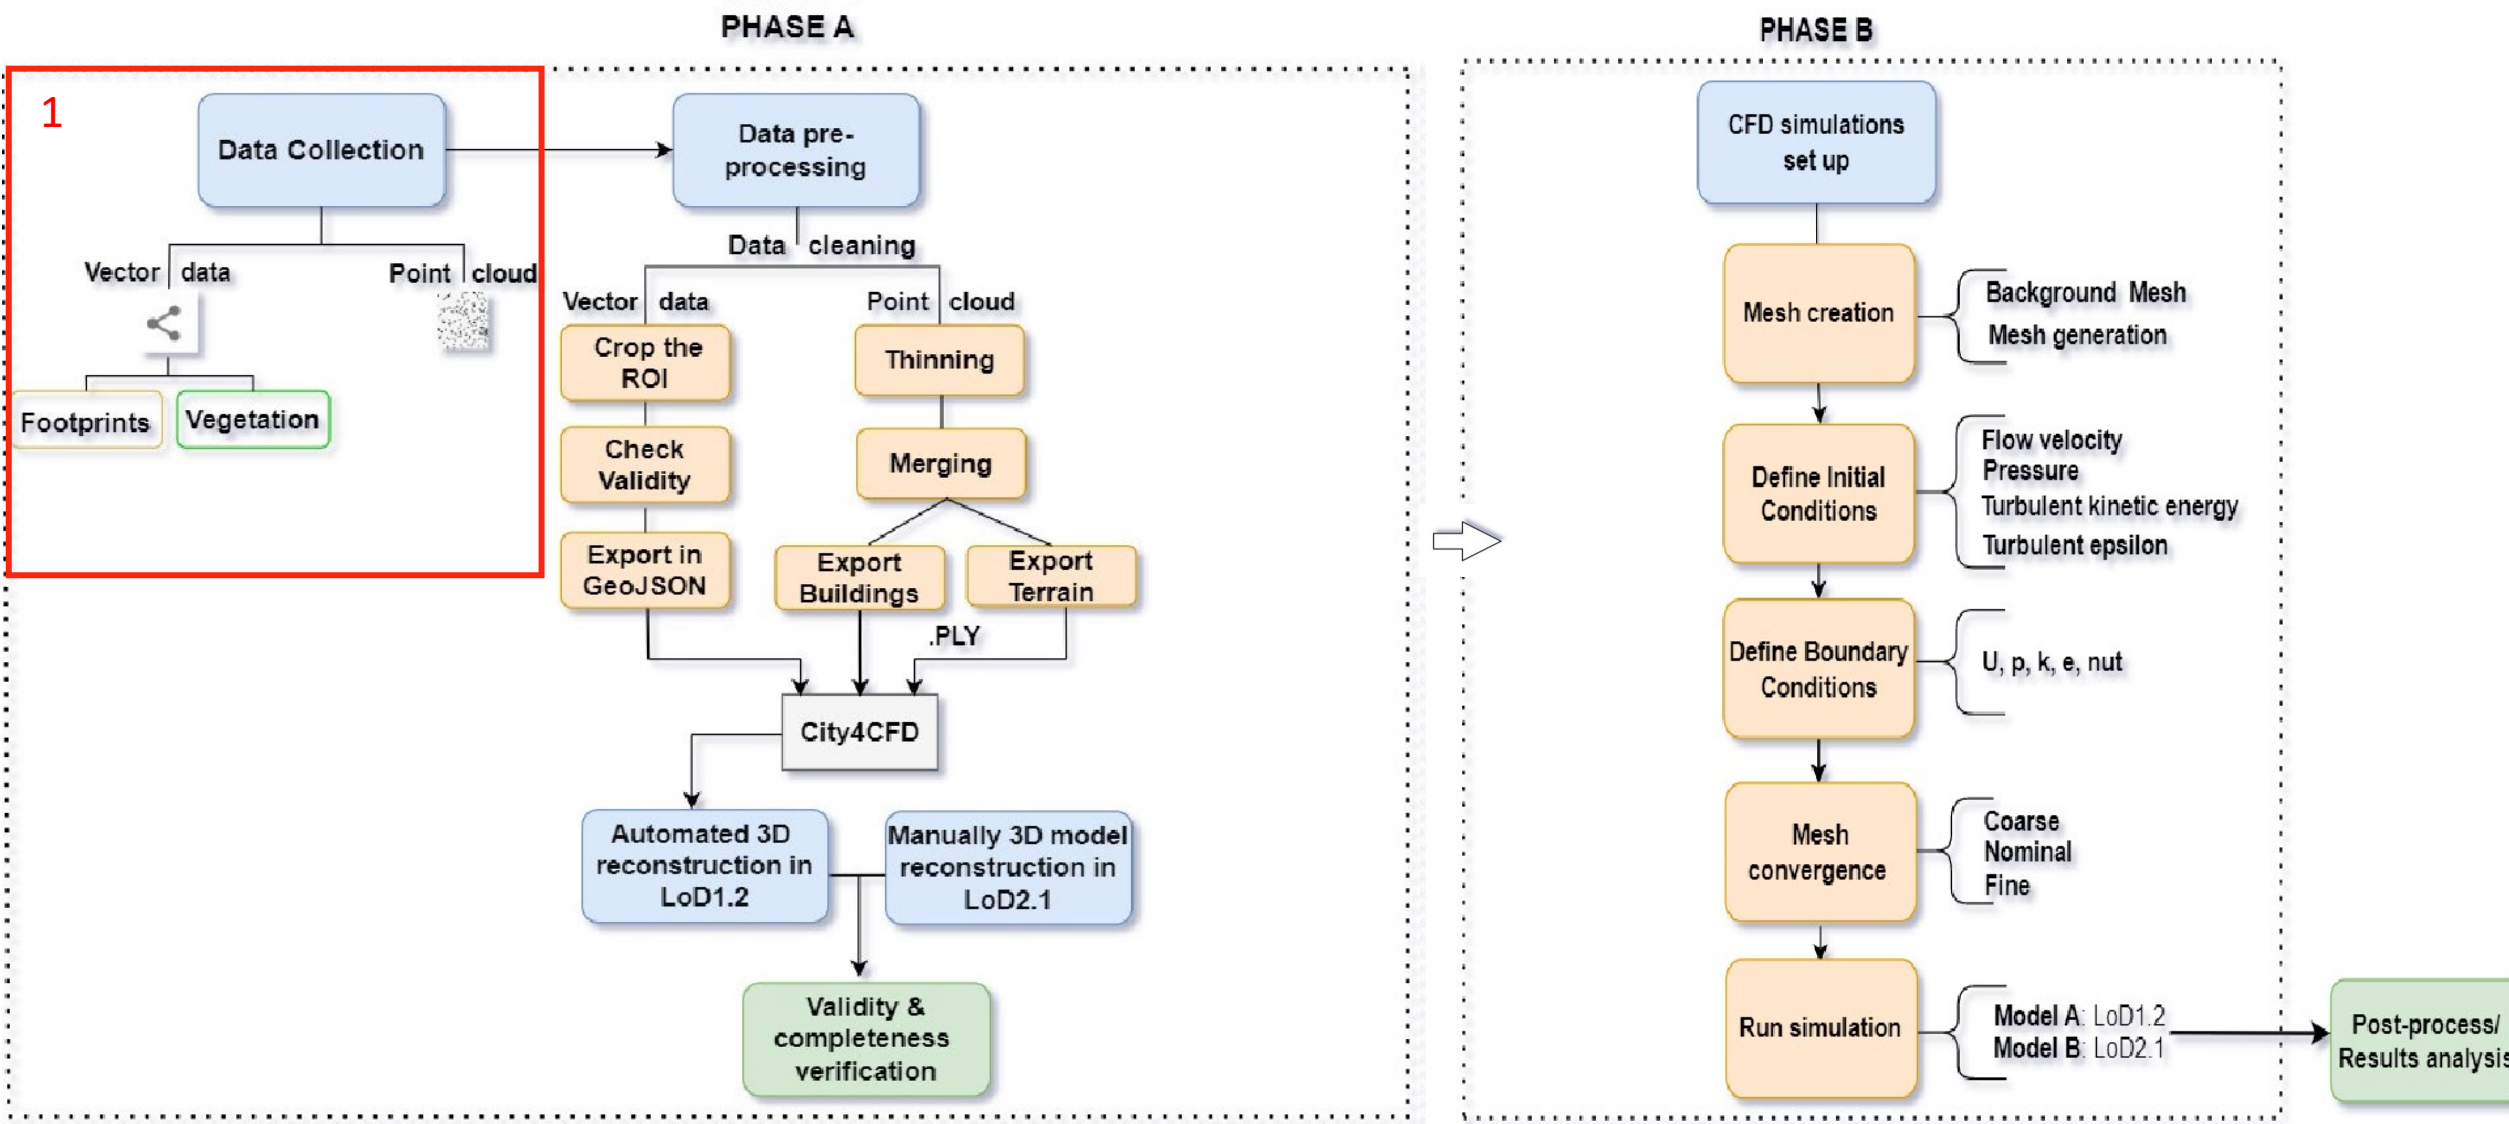 PHASE A
1
Data Collection
Vector data
Point cloud
Footprints
Vegetation
Data pre-
processing
Data cleaning
Vector data
Crop the
ROI
Check
Validity
Export in
GeoJSON
Point cloud
Thinning
Merging
Export
Buildings
Export
Terrain
.PLY
City4CFD
Automated 3D
reconstruction in
LoD1.2
Manually 3D model
reconstruction in
LoD2.1
Validity &
completeness
verification
PHASE B
CFD simulations
set up
Mesh creation
Background Mesh
Mesh generation
Define Initial
Conditions
Flow velocity
Pressure
Turbulent kinetic energy
Turbulent epsilon
Define Boundary
Conditions
U, p, k, e, nut
Mesh
convergence
Coarse
Nominal
Fine
Run simulation
Model A: LoD1.2
Model B: LoD2.1
Post-process/
Results analysis